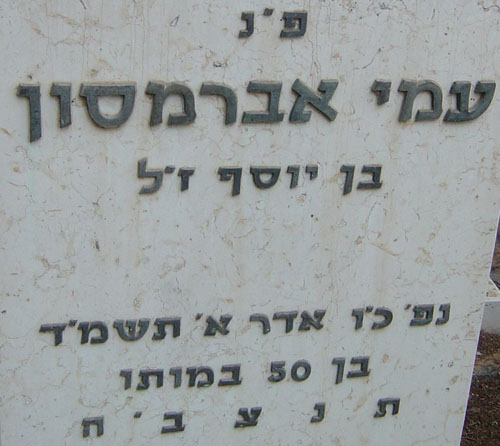 פ״נ
עמי אברמסון
בן יוסף ז״ל
נפ׳ כ״ו אדר א׳ תשמ״ד
בן 50 במותו
ת נ צ ב ׳ ה